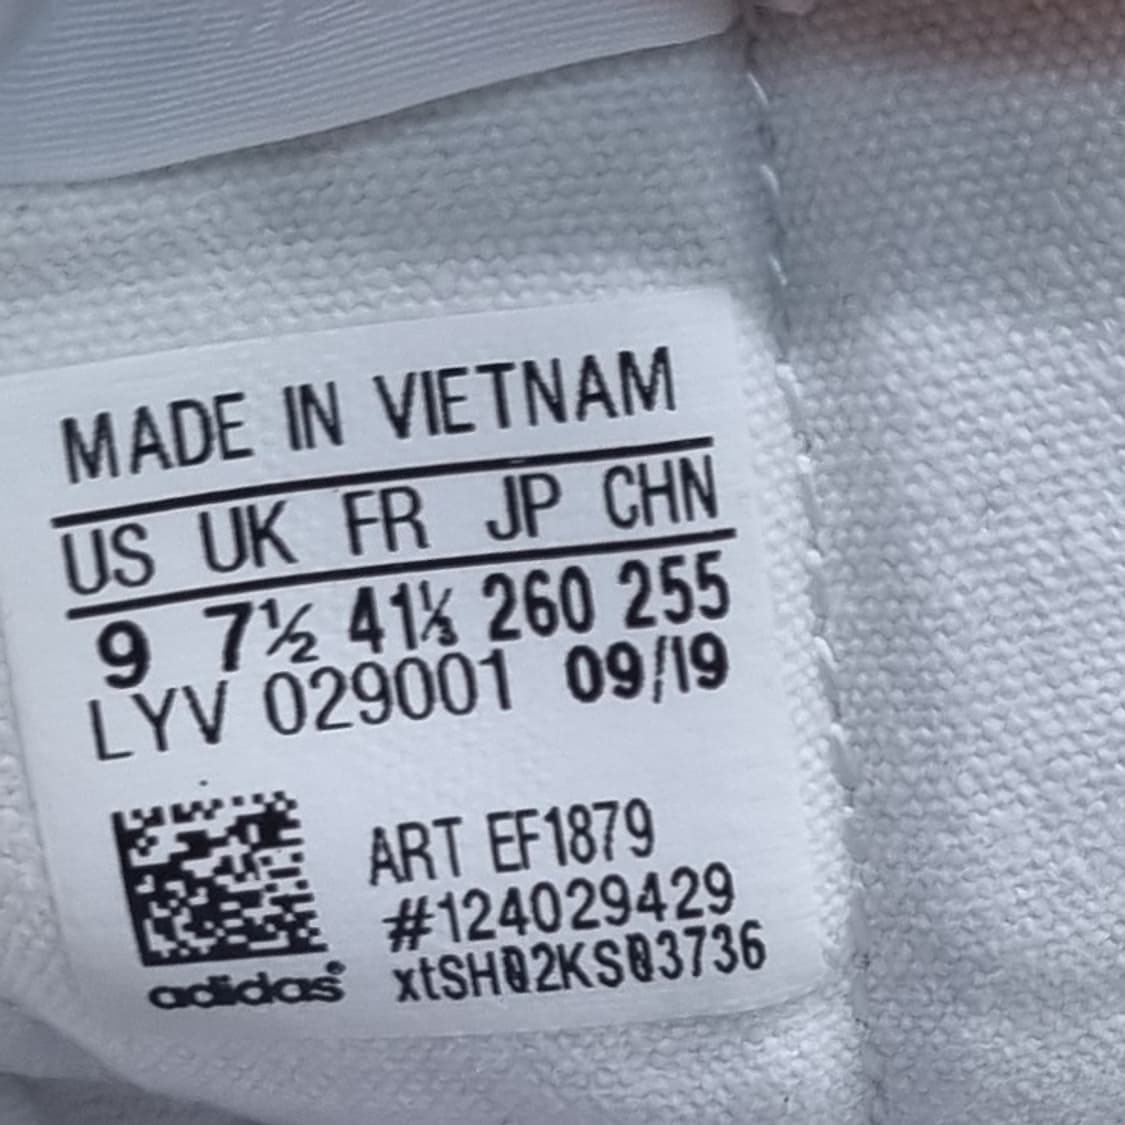 MADE IN VIETNAM
US UK FR JP CHN
9 7½ 41⅓ 260 255
LYV 029001 09/19
ART EF1879
#124029429
xtSH02KS03736
adidas®